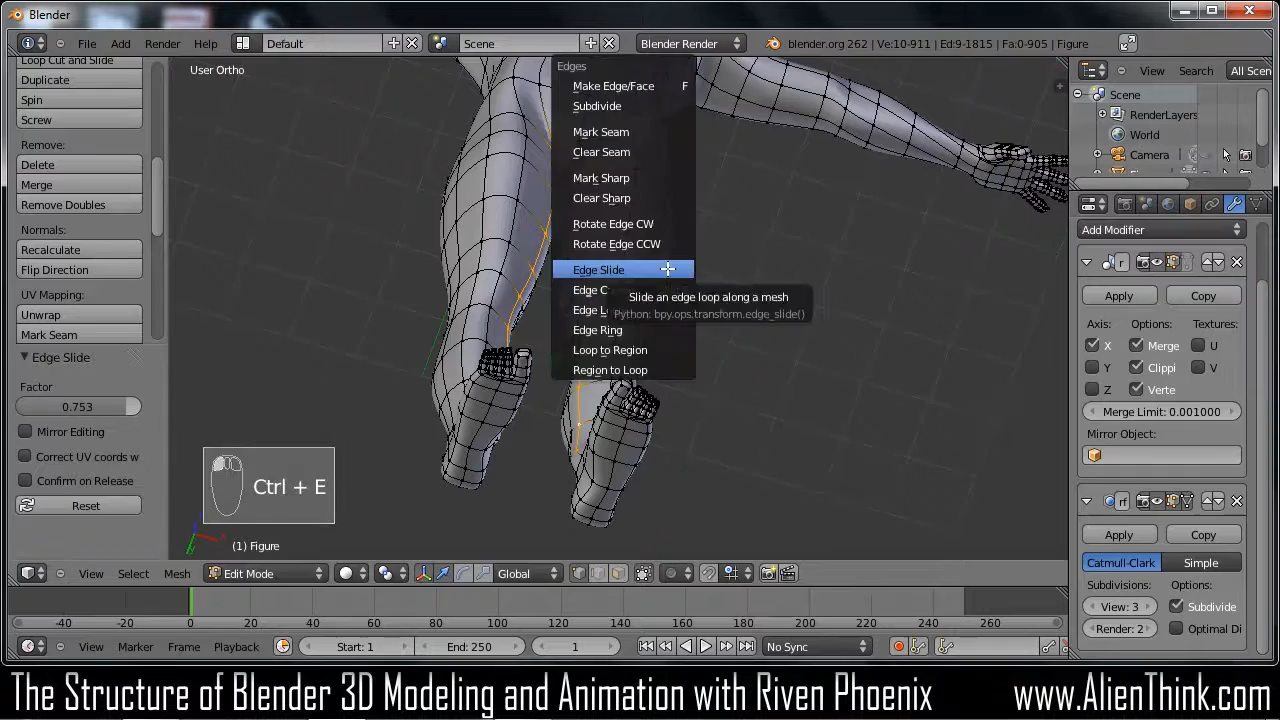 Blender
File Add Render Help Default Scene Blender Render blender.org 262 | Ve:10-911 | Ed:9-1815 | Fa:0-905 | Figure
Loop Cut and Slide
Duplicate
Spin
Screw
Remove:
Delete
Merge
Remove Doubles
Normals:
Recalculate
Flip Direction
UV Mapping:
Unwrap
Mark Seam
Edge Slide
Factor
0.753
Mirror Editing
Correct UV coords w
Confirm on Release
Reset
User Ortho
Edges
Make Edge/Face F
Subdivide
Mark Seam
Clear Seam
Mark Sharp
Clear Sharp
Rotate Edge CW
Rotate Edge CCW
Edge Slide
Edge C
Edge L
Edge Ring
Loop to Region
Region to Loop
Slide an edge loop along a mesh
Python: bpy.ops.transform.edge_slide()
Ctrl + E
(1) Figure
View Search All Scen
Scene
RenderLayers
World
Camera
Add Modifier
Apply Copy
Axis: Options: Textures:
X Merge U
Y Clippi V
Z Verte
Merge Limit: 0.001000
Mirror Object:
rf
Apply Copy
Catmull-Clark Simple
Subdivisions: Options:
View: 3 Subdivide
Render: 2 Optimal Di
View Select Mesh Edit Mode Global
-40 -20 0 20 40 60 80 100 120 140 160 180 200 220 240 260
View Marker Frame Playback Start: 1 End: 250 1 No Sync
The Structure of Blender 3D Modeling and Animation with Riven Phoenix www.AlienThink.com